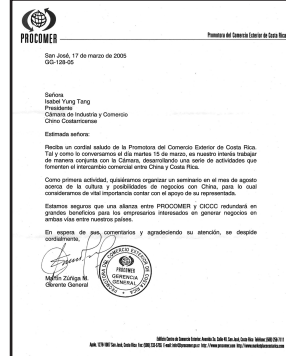 PROCOMER
Promotora del Comercio Exterior de Costa Rica
San José, 17 de marzo de 2005
GG-128-05
Señora
Isabel Yung Tang
Presidente
Cámara de Industria y Comercio
Chino Costarricense
Estimada señora:
Reciba un cordial saludo de la Promotora del Comercio Exterior de Costa Rica.
Tal y como lo conversamos el día martes 15 de marzo, es nuestro interés trabajar
de manera conjunta con la Cámara, desarrollando una serie de actividades que
fomenten el intercambio comercial entre China y Costa Rica.
Como primera actividad, quisiéramos organizar un seminario en el mes de agosto
acerca de la cultura y posibilidades de negocios con China, para lo cual
consideramos de vital importancia contar con el apoyo de su representada.
Estamos seguros que una alianza entre PROCOMER y CICCC redundará en
grandes beneficios para los empresarios interesados en generar negocios en
ambas vías entre nuestros países.
En espera de sus comentarios y agradeciendo su atención, se despide
cordialmente,
PROMOTORA DEL COMERCIO EXTERIOR DE COSTA RICA
PROCOMER
GERENCIA
GENERAL
Martín Zúñiga M.
Gerente General